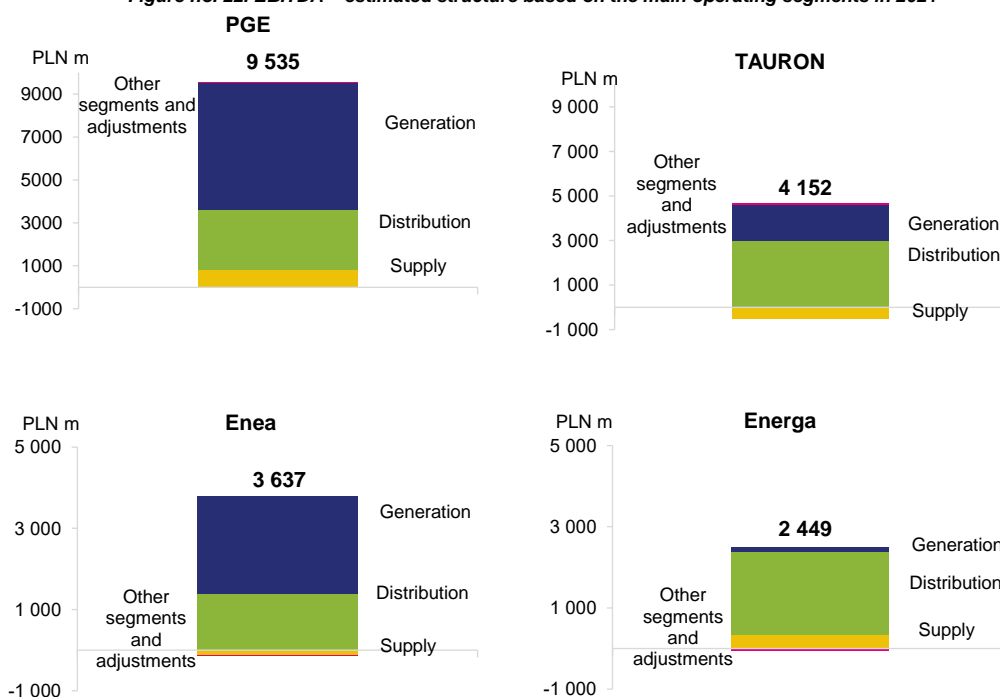 Figure no. 22. EBITDA – estimated structure based on the main operating segments in 2021
PGE
PLN m
9 535
Other
segments and
adjustments
9000
7000
5000
3000
1000
-1000
Generation
Distribution
Supply
TAURON
PLN m
9 000
7 000
5 000
3 000
1 000
-1 000
Other
segments
and
adjustments
4 152
Generation
Distribution
Supply
Enea
PLN m
5 000
3 000
1 000
-1 000
3 637
Other
segments
and
adjustments
Generation
Distribution
Supply
Energa
PLN m
5 000
3 000
1 000
-1 000
2 449
Other
segments
and
adjustments
Generation
Distribution
Supply